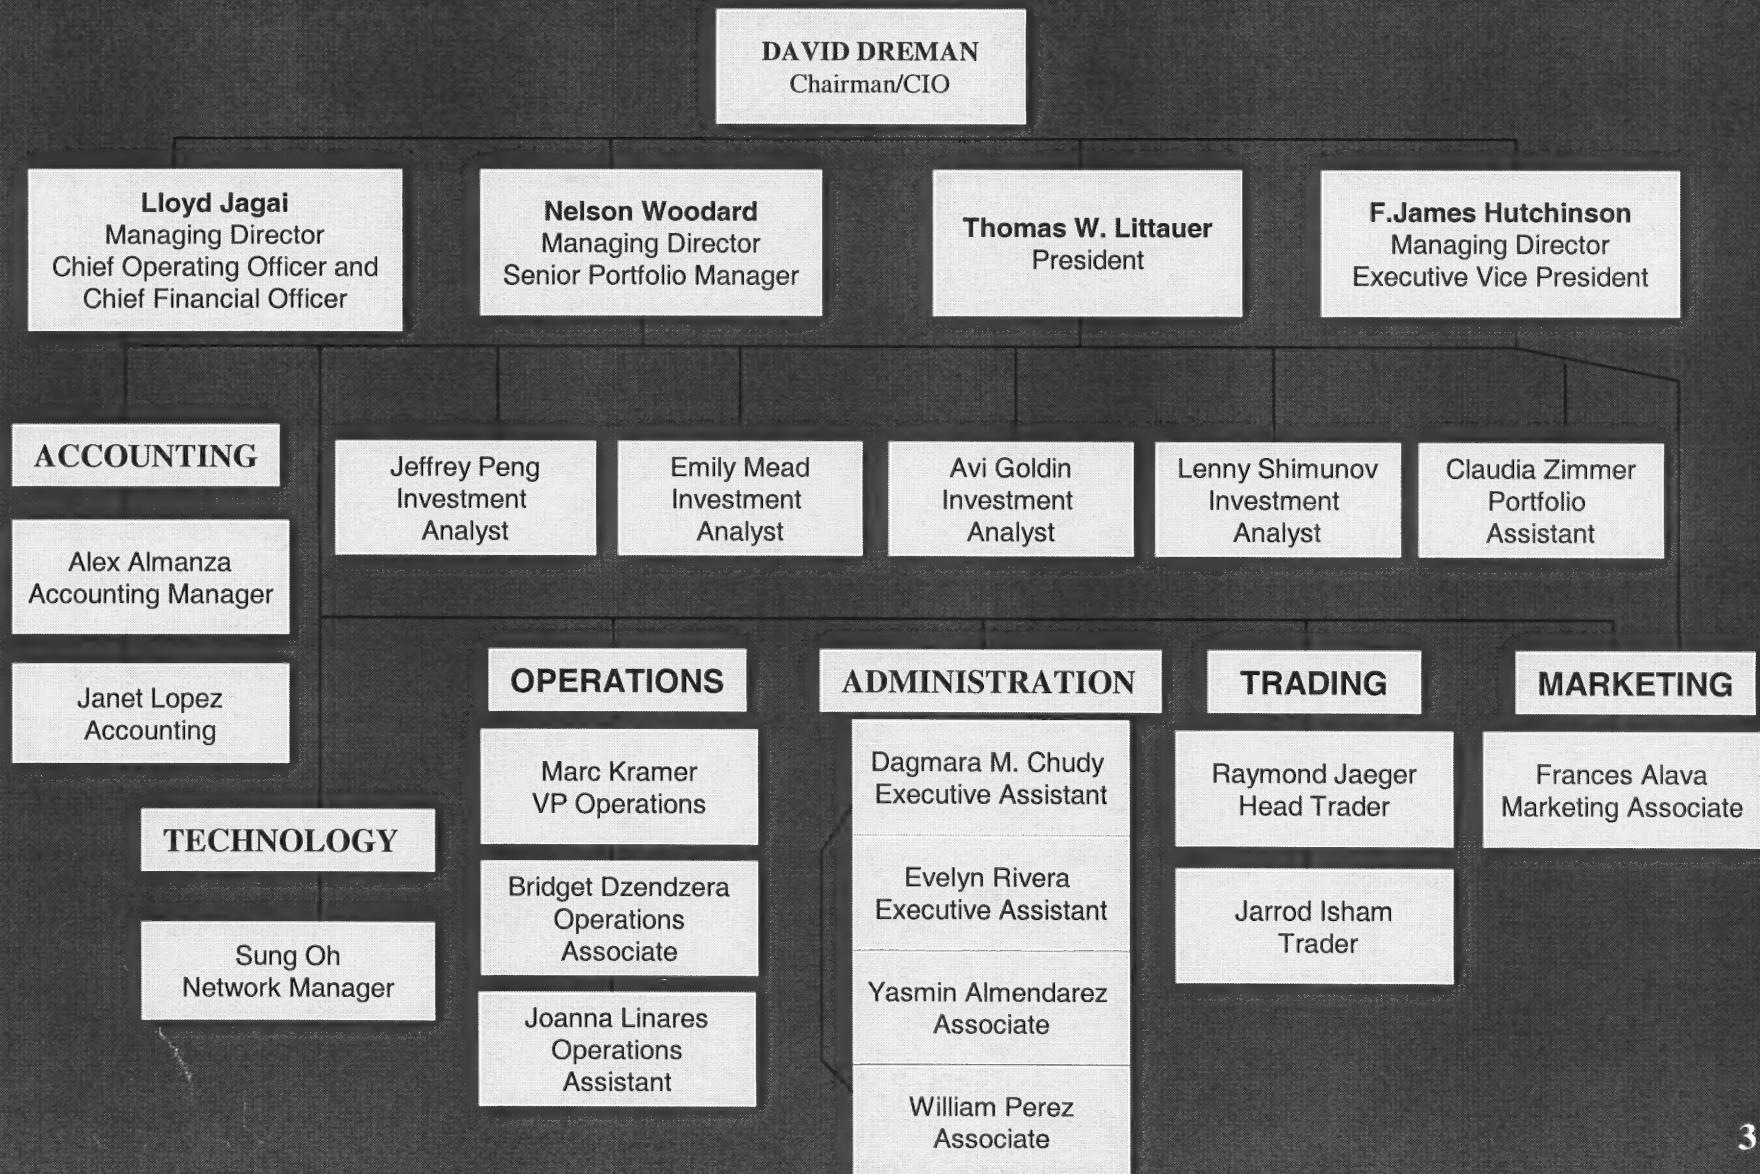 DAVID DREMAN
Chairman/CIO
Lloyd Jagai
Managing Director
Chief Operating Officer and
Chief Financial Officer
Nelson Woodard
Managing Director
Senior Portfolio Manager
Thomas W. Littauer
President
F.James Hutchinson
Managing Director
Executive Vice President
ACCOUNTING
Alex Almanza
Accounting Manager
Janet Lopez
Accounting
Jeffrey Peng
Investment
Analyst
Emily Mead
Investment
Analyst
Avi Goldin
Investment
Analyst
Lenny Shimunov
Investment
Analyst
Claudia Zimmer
Portfolio
Assistant
TECHNOLOGY
Sung Oh
Network Manager
OPERATIONS
Marc Kramer
VP Operations
Bridget Dzendzera
Operations
Associate
Joanna Linares
Operations
Assistant
ADMINISTRATION
Dagmara M. Chudy
Executive Assistant
Evelyn Rivera
Executive Assistant
Yasmin Almendarez
Associate
William Perez
Associate
TRADING
Raymond Jaeger
Head Trader
Jarrod Isham
Trader
MARKETING
Frances Alava
Marketing Associate
3